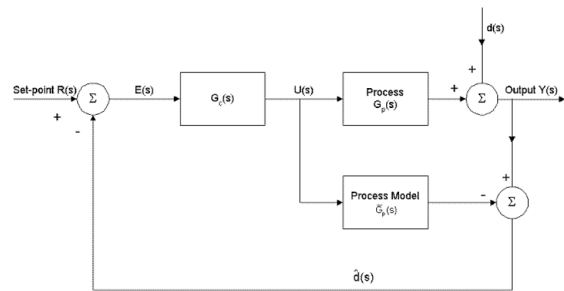 d(s)
Set-point R(s)
Σ
E(s)
G_c(s)
U(s)
Process
G_p(s)
Σ
Output Y(s)
+
-
+
+
Process Model
G̃_p(s)
-
+
Σ
d̂(s)